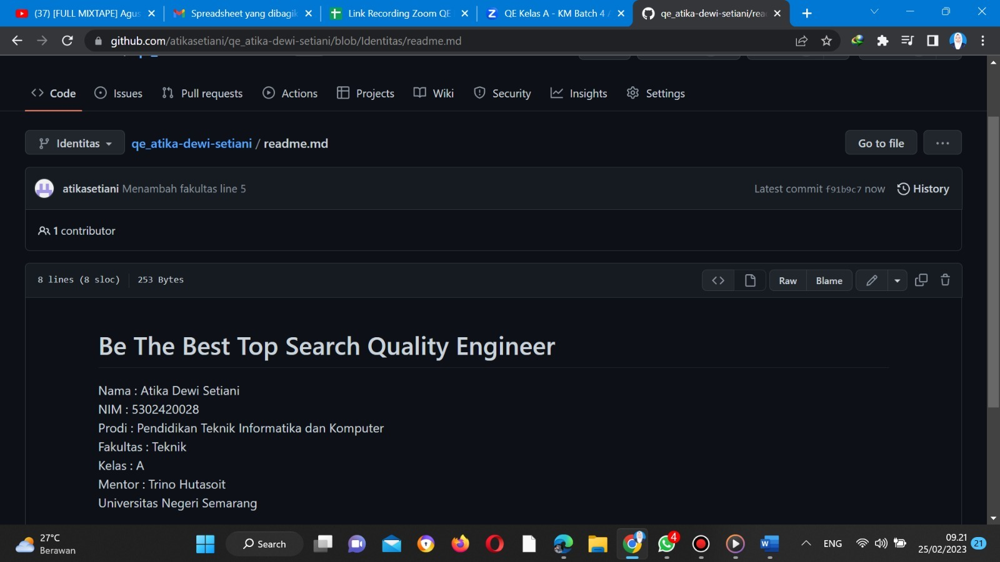 (37) [FULL MIXTAPE] Agus
Spreadsheet yang dibagik
Link Recording Zoom QE
QE Kelas A - KM Batch 4
qe_atika-dewi-setiani/rea
github.com/atikasetiani/qe_atika-dewi-setiani/blob/Identitas/readme.md
Code Issues Pull requests Actions Projects Wiki Security Insights Settings
Identitas qe_atika-dewi-setiani / readme.md Go to file
atikasetiani Menambah fakultas line 5 Latest commit f91b9c7 now History
1 contributor
8 lines (8 sloc) 253 Bytes Raw Blame
Be The Best Top Search Quality Engineer
Nama : Atika Dewi Setiani
NIM : 5302420028
Prodi : Pendidikan Teknik Informatika dan Komputer
Fakultas : Teknik
Kelas : A
Mentor : Trino Hutasoit
Universitas Negeri Semarang
27°C
Berawan
Search
4
ENG
09.21
25/02/2023
21